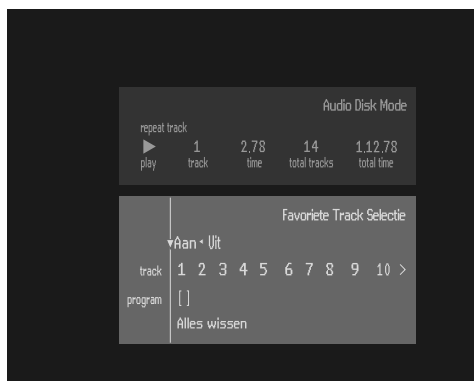 Audio Disk Mode
repeat track
1 2,78 14 1,12,78
play track time total tracks total time
Favoriete Track Selectie
Aan Uit
track 1 2 3 4 5 6 7 8 9 10 >
program [ ]
Alles wissen